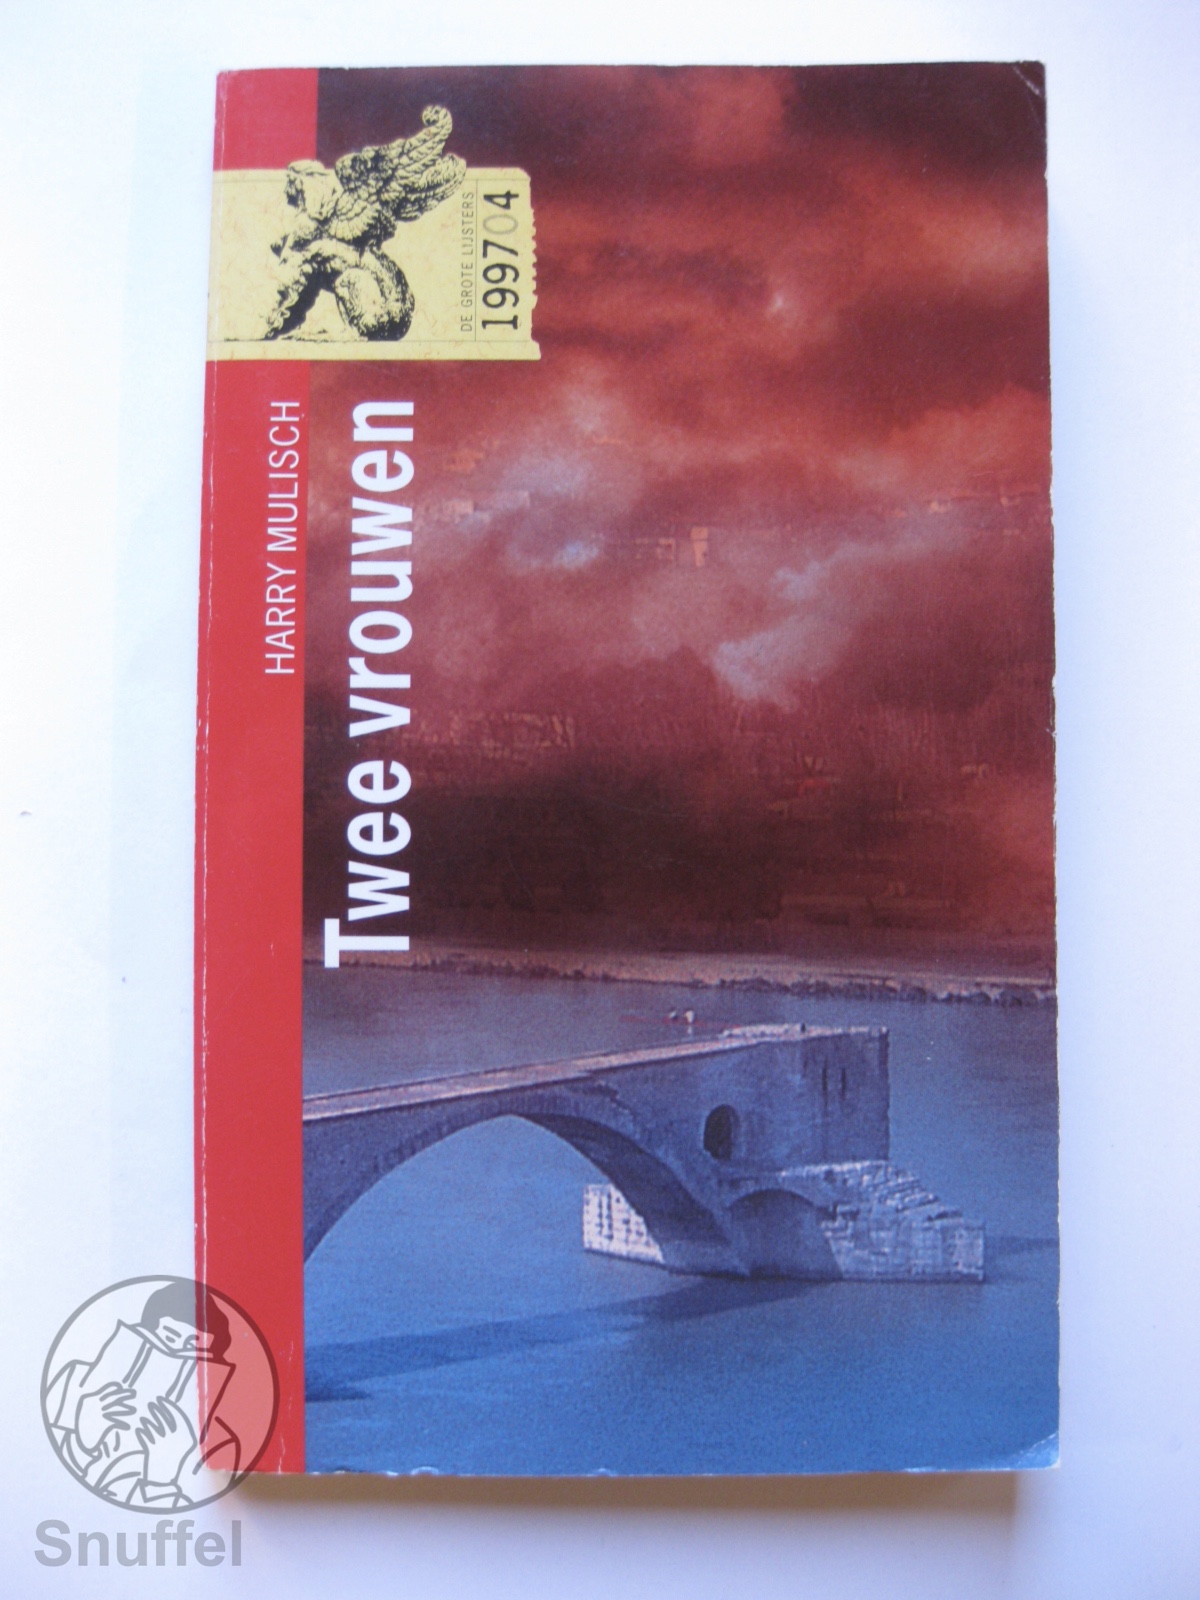 DE GROTE LIJSTERS
199704
HARRY MULISCH
Twee vrouwen
Snuffel